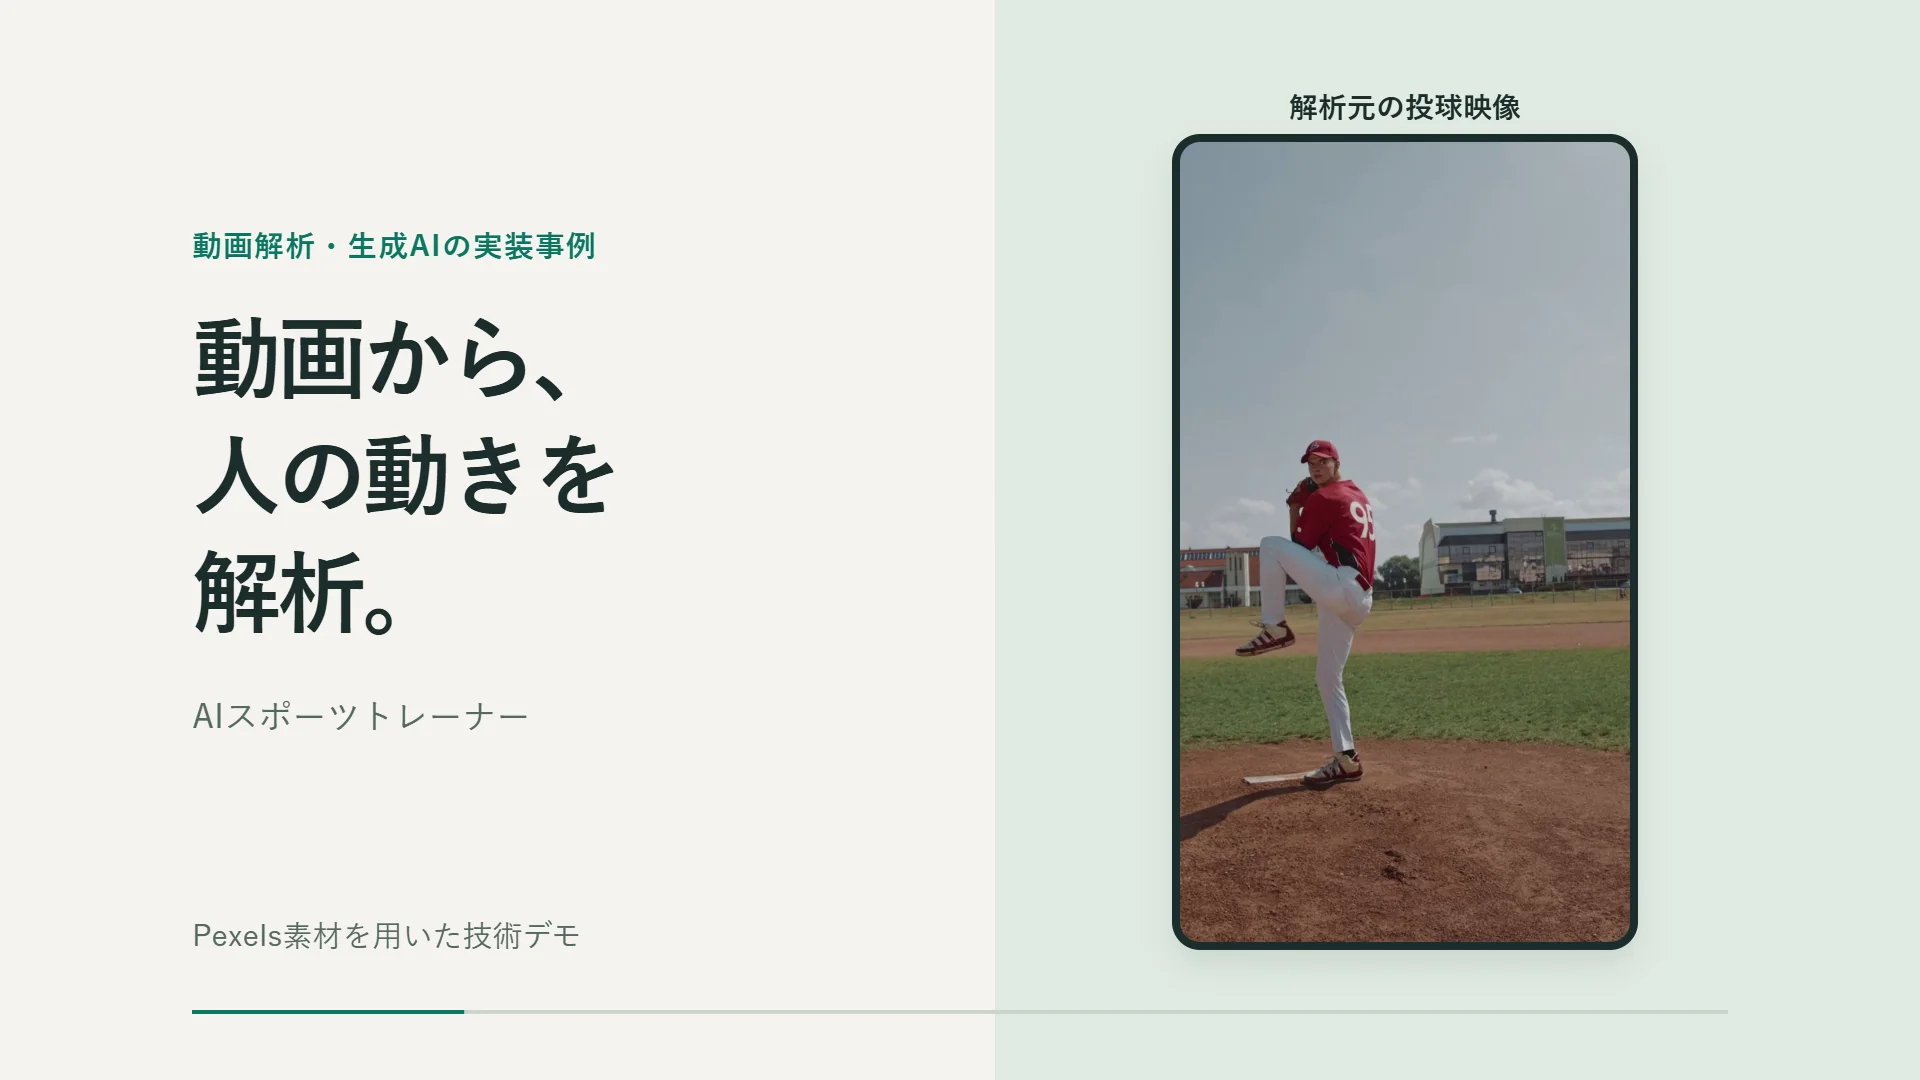 動画解析・生成AIの実装事例
動画から、
人の動きを
解析。
AIスポーツトレーナー
Pexels素材を用いた技術デモ
解析元の投球映像
95